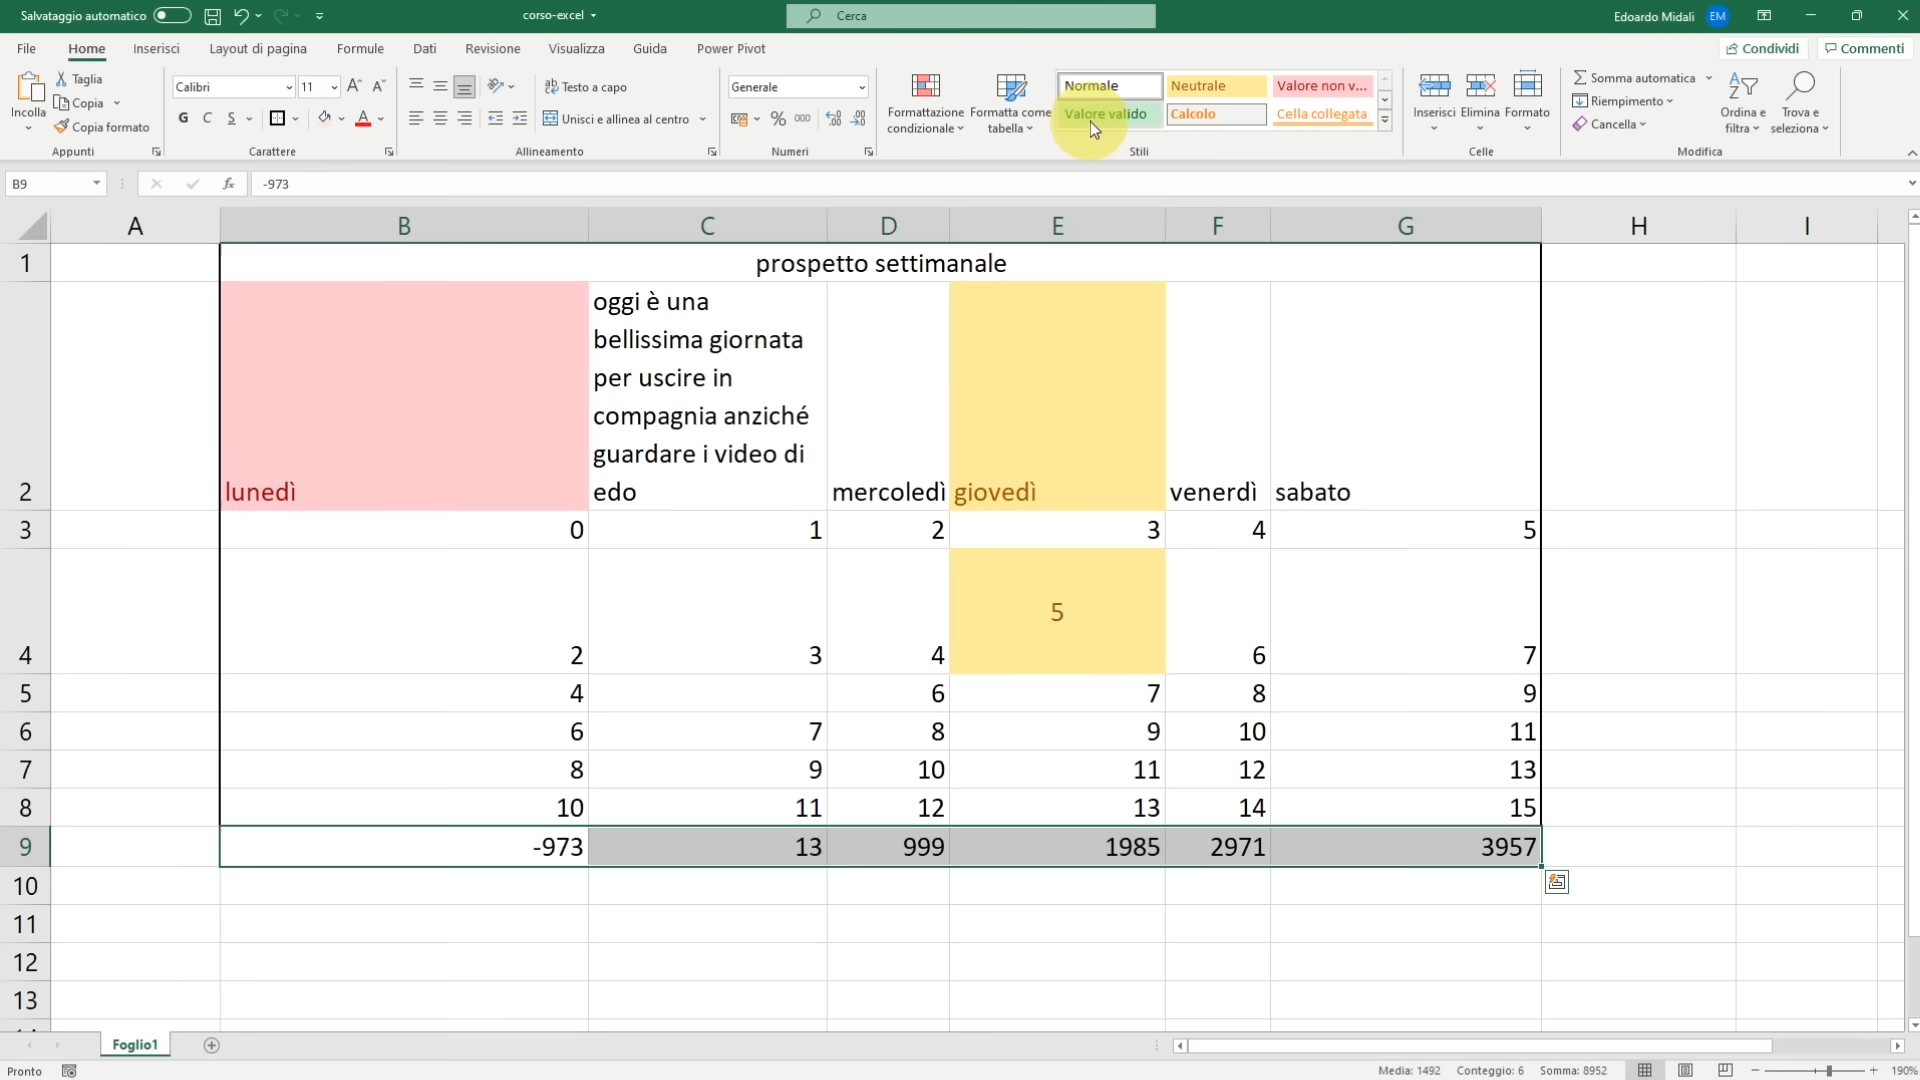 Salvataggio automatico
corso-excel
Cerca
Edoardo Midali EM
File Home Inserisci Layout di pagina Formule Dati Revisione Visualizza Guida Power Pivot Condividi Commenti
Incolla
Taglia
Copia
Copia formato
Appunti
Calibri 11
G C S
A
Carattere
Testo a capo
Unisci e allinea al centro
Allineamento
Generale
% 000
Numeri
Formattazione condizionale
Formatta come tabella
Normale Neutrale Valore non v...
Valore valido Calcolo Cella collegata
Stili
Inserisci Elimina Formato
Celle
Somma automatica
Riempimento
Cancella
Ordina e filtra
Trova e seleziona
Modifica
B9 fx -973
A B C D E F G H I
1 prospetto settimanale
oggi è una
bellissima giornata
per uscire in
compagnia anziché
guardare i video di
2 lunedì edo mercoledì giovedì venerdì sabato
3 0 1 2 3 4 5
5
4 2 3 4 6 7
5 4 6 7 8 9
6 6 7 8 9 10 11
7 8 9 10 11 12 13
8 10 11 12 13 14 15
9 -973 13 999 1985 2971 3957
10
11
12
13
Foglio1
Pronto
Media: 1492 Conteggio: 6 Somma: 8952
190%